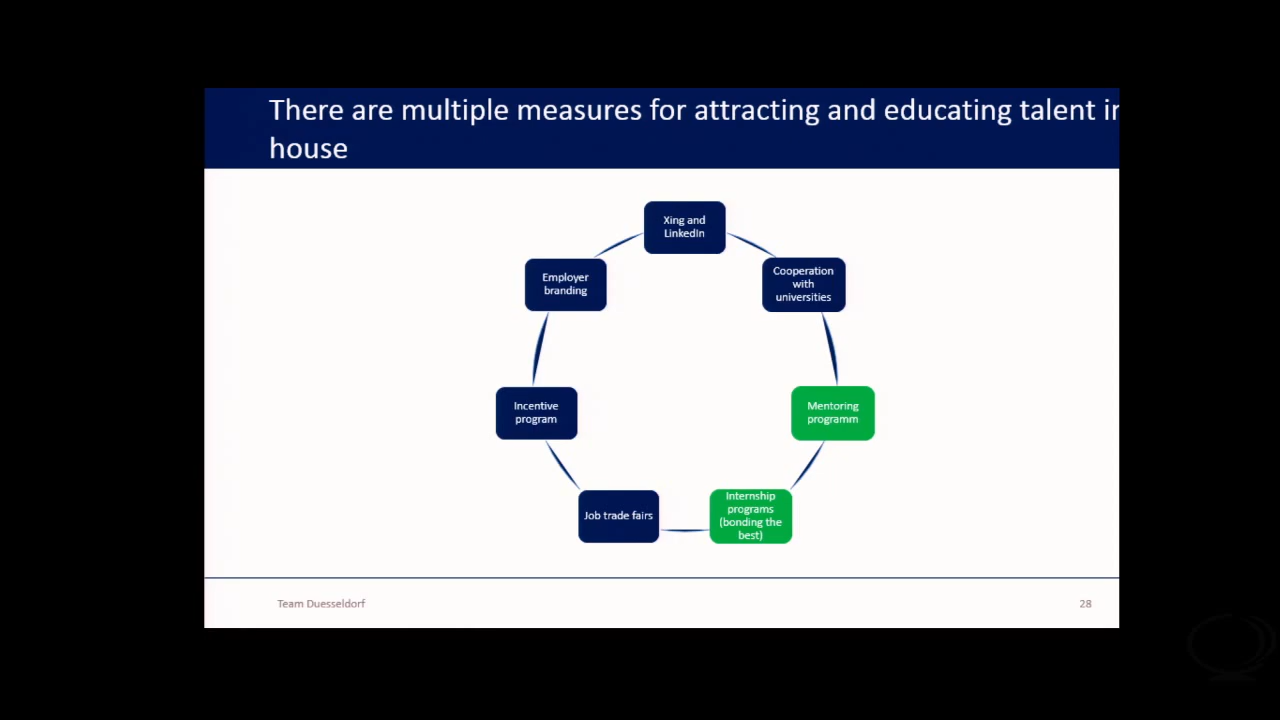 There are multiple measures for attracting and educating talent in
house
Xing and
LinkedIn
Employer
branding
Cooperation
with
universities
Incentive
program
Mentoring
programm
Job trade fairs
Internship
programs
(bonding the
best)
Team Duesseldorf
28